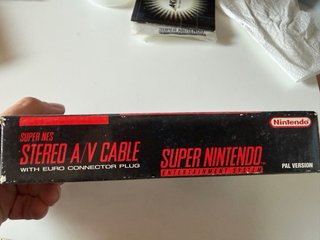 SUPER NES
STEREO A/V CABLE
WITH EURO CONNECTOR PLUG
SUPER NINTENDO
ENTERTAINMENT SYSTEM
Nintendo
PAL VERSION